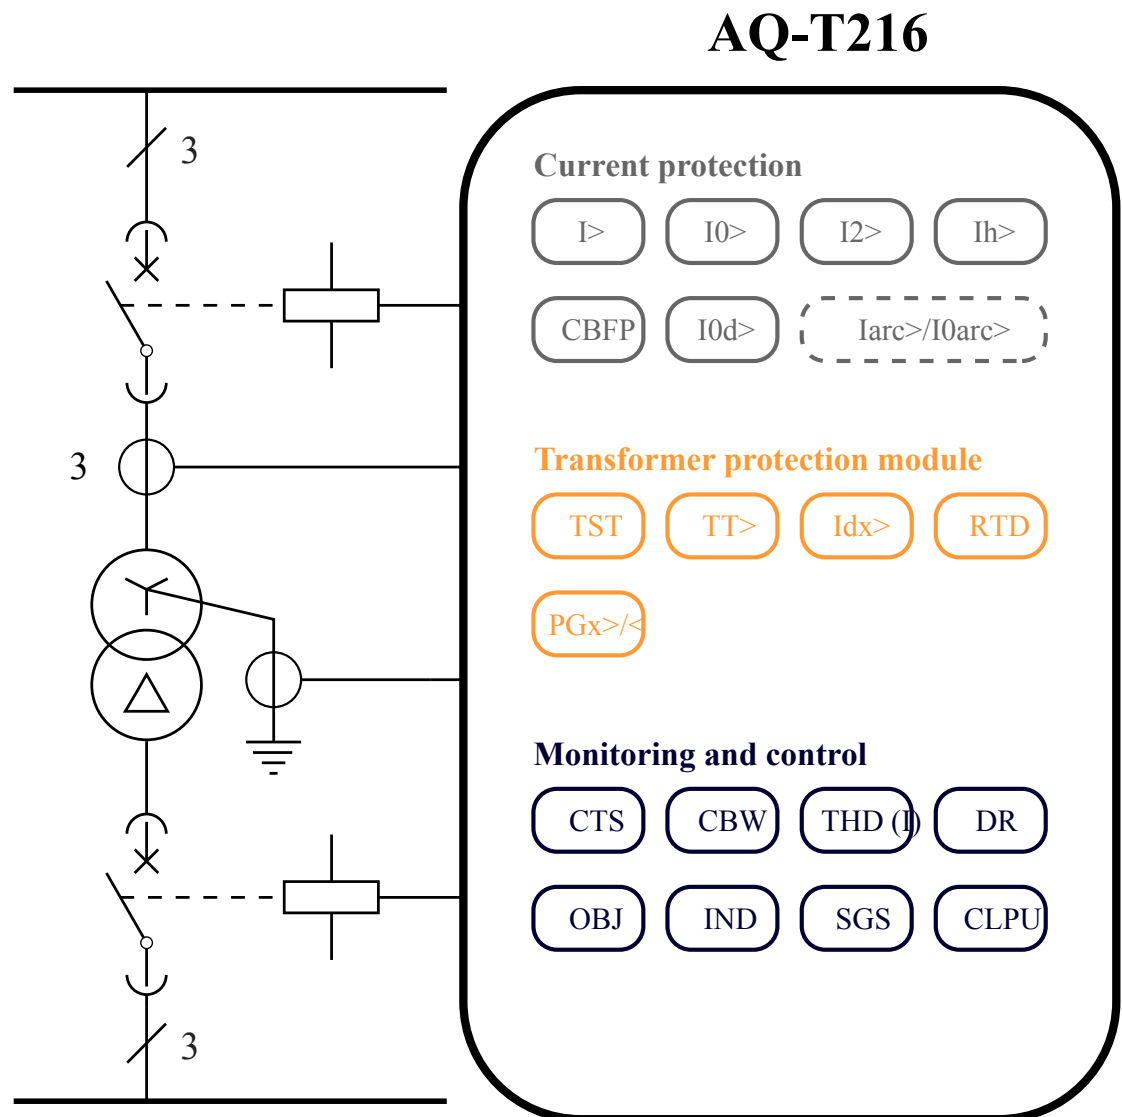 AQ-T216
3
Current protection
I> I0> I2> Ih>
CBFP I0d> Iarc>/I0arc>
3
Transformer protection module
TST TT> Idx> RTD
PGx>/<
Monitoring and control
CTS CBW THD (I) DR
OBJ IND SGS CLPU
3